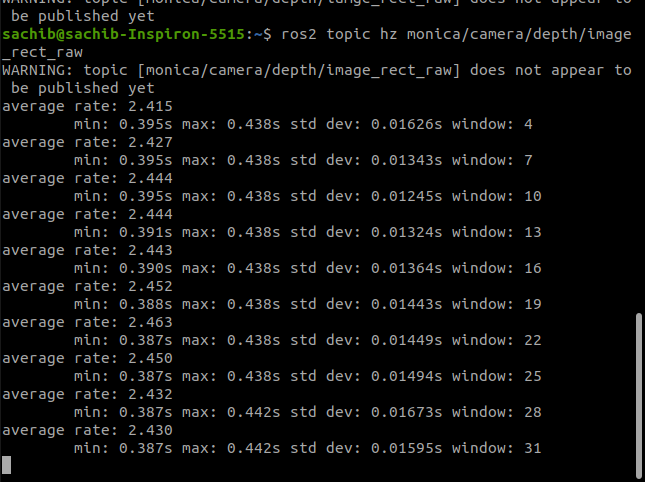 WARNING: topic [monica/camera/depth/image_rect_raw] does not appear to
 be published yet
sachib@sachib-Inspiron-5515:~$ ros2 topic hz monica/camera/depth/image
_rect_raw
WARNING: topic [monica/camera/depth/image_rect_raw] does not appear to
 be published yet
average rate: 2.415
        min: 0.395s max: 0.438s std dev: 0.01626s window: 4
average rate: 2.427
        min: 0.395s max: 0.438s std dev: 0.01343s window: 7
average rate: 2.444
        min: 0.395s max: 0.438s std dev: 0.01245s window: 10
average rate: 2.444
        min: 0.391s max: 0.438s std dev: 0.01324s window: 13
average rate: 2.443
        min: 0.390s max: 0.438s std dev: 0.01364s window: 16
average rate: 2.452
        min: 0.388s max: 0.438s std dev: 0.01443s window: 19
average rate: 2.463
        min: 0.387s max: 0.438s std dev: 0.01449s window: 22
average rate: 2.450
        min: 0.387s max: 0.438s std dev: 0.01494s window: 25
average rate: 2.432
        min: 0.387s max: 0.442s std dev: 0.01673s window: 28
average rate: 2.430
        min: 0.387s max: 0.442s std dev: 0.01595s window: 31